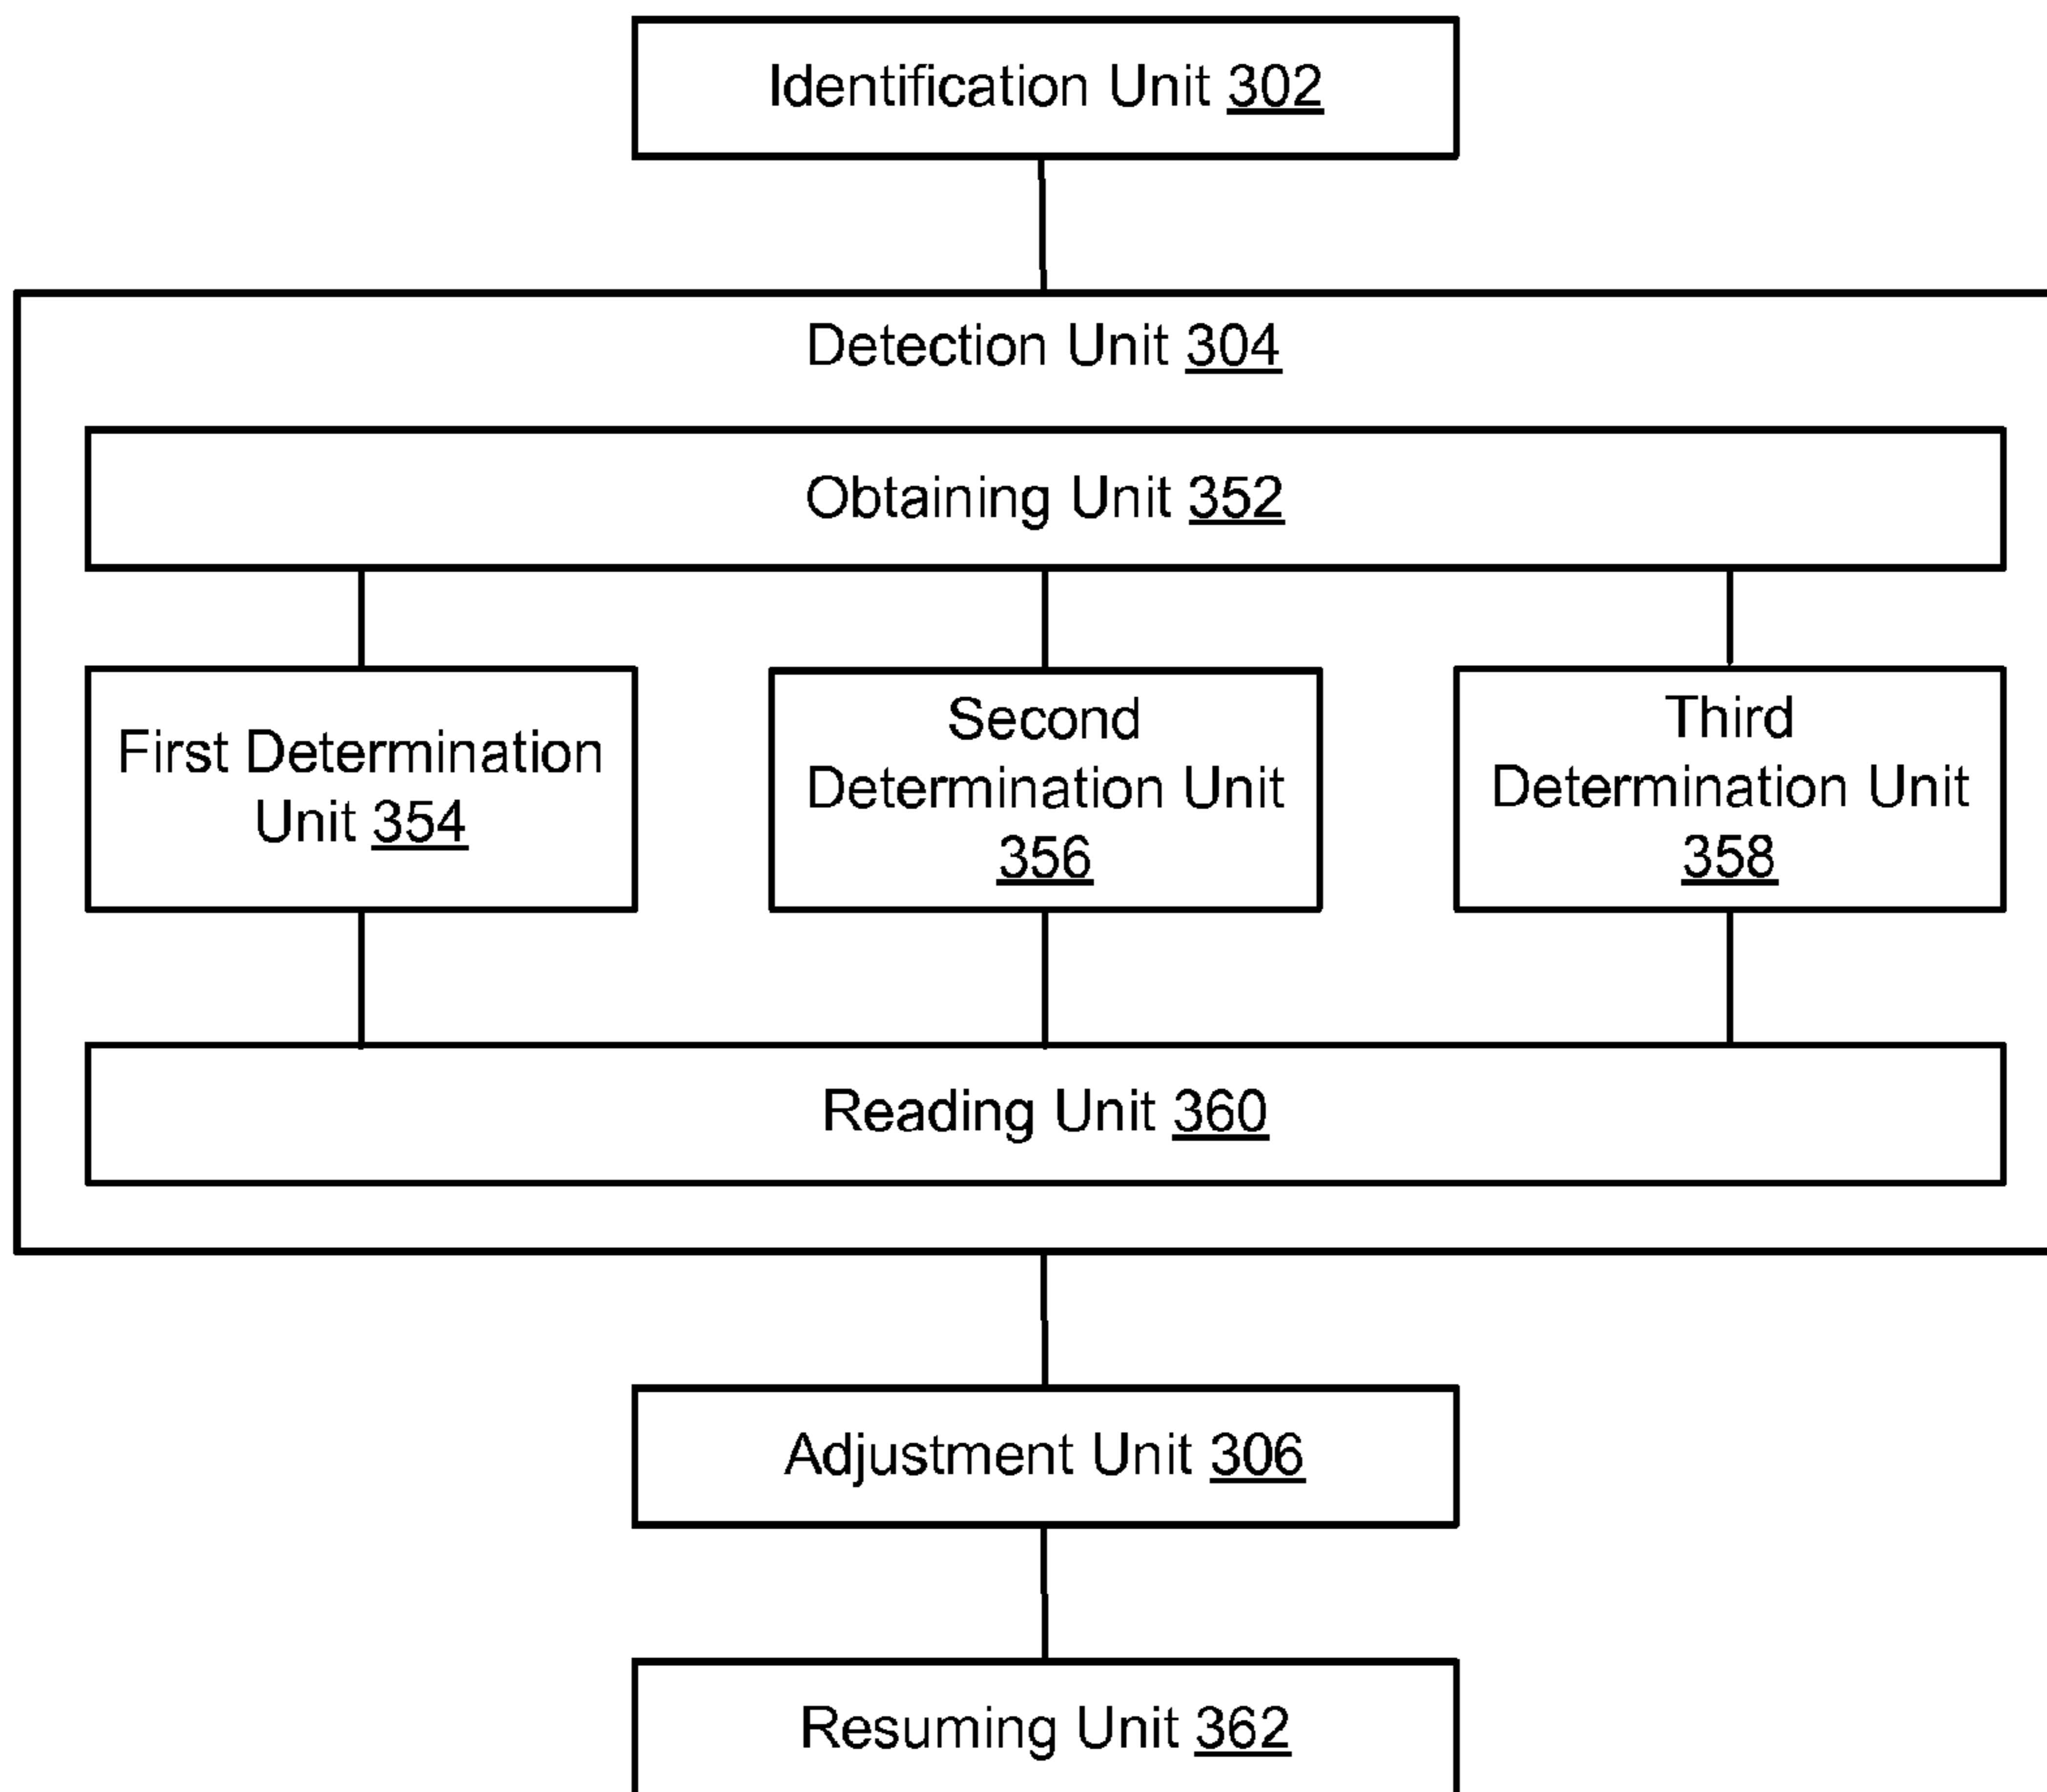 Identification Unit 302
Detection Unit 304
Obtaining Unit 352
First Determination
Unit 354
Second
Determination Unit
356
Third
Determination Unit
358
Reading Unit 360
Adjustment Unit 306
Resuming Unit 362